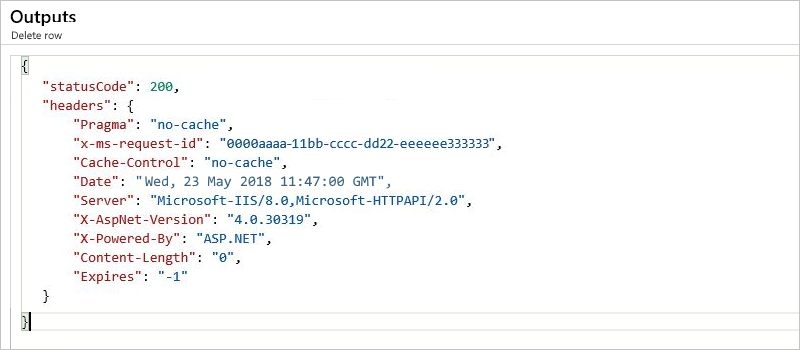 Outputs
Delete row
{
"statusCode": 200,
"headers": {
"Pragma": "no-cache",
"x-ms-request-id": "0000aaaa-11bb-cccc-dd22-eeeeee333333",
"Cache-Control": "no-cache",
"Date": "Wed, 23 May 2018 11:47:00 GMT",
"Server": "Microsoft-IIS/8.0,Microsoft-HTTPAPI/2.0",
"X-AspNet-Version": "4.0.30319",
"X-Powered-By": "ASP.NET",
"Content-Length": "0",
"Expires": "-1"
}
}